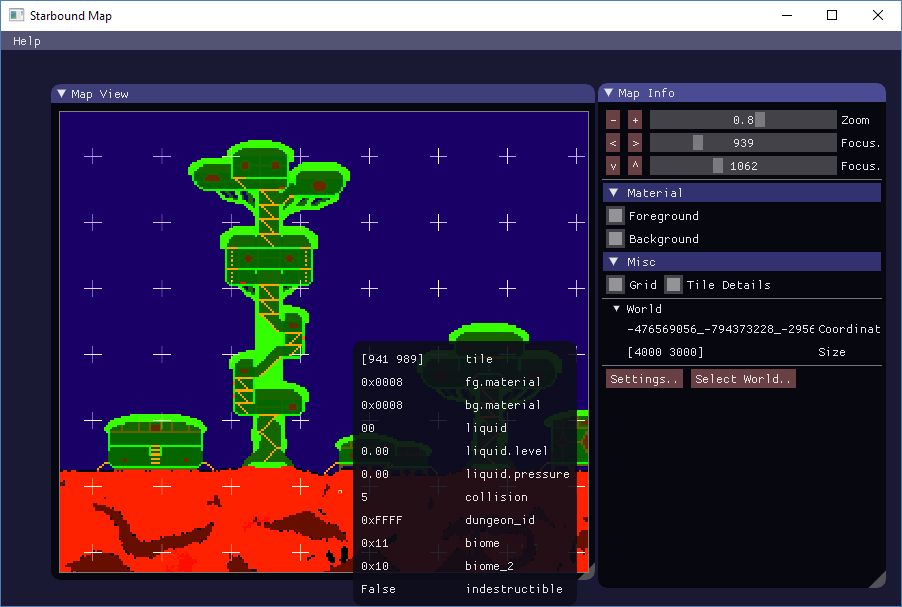 Starbound Map
Help
Map View
[941 989] tile
0x0008 fg.material
0x0008 bg.material
00 liquid
0.00 liquid.level
0.00 liquid.pressure
5 collision
0xFFFF dungeon_id
0x11 biome
0x10 biome_2
False indestructible
Map Info
- + 0.8 Zoom
< > 939 Focus.
v ^ 1062 Focus.
Material
Foreground
Background
Misc
Grid Tile Details
World
-476569056_-794373228_-2956 Coordinat
[4000 3000] Size
Settings.. Select World..